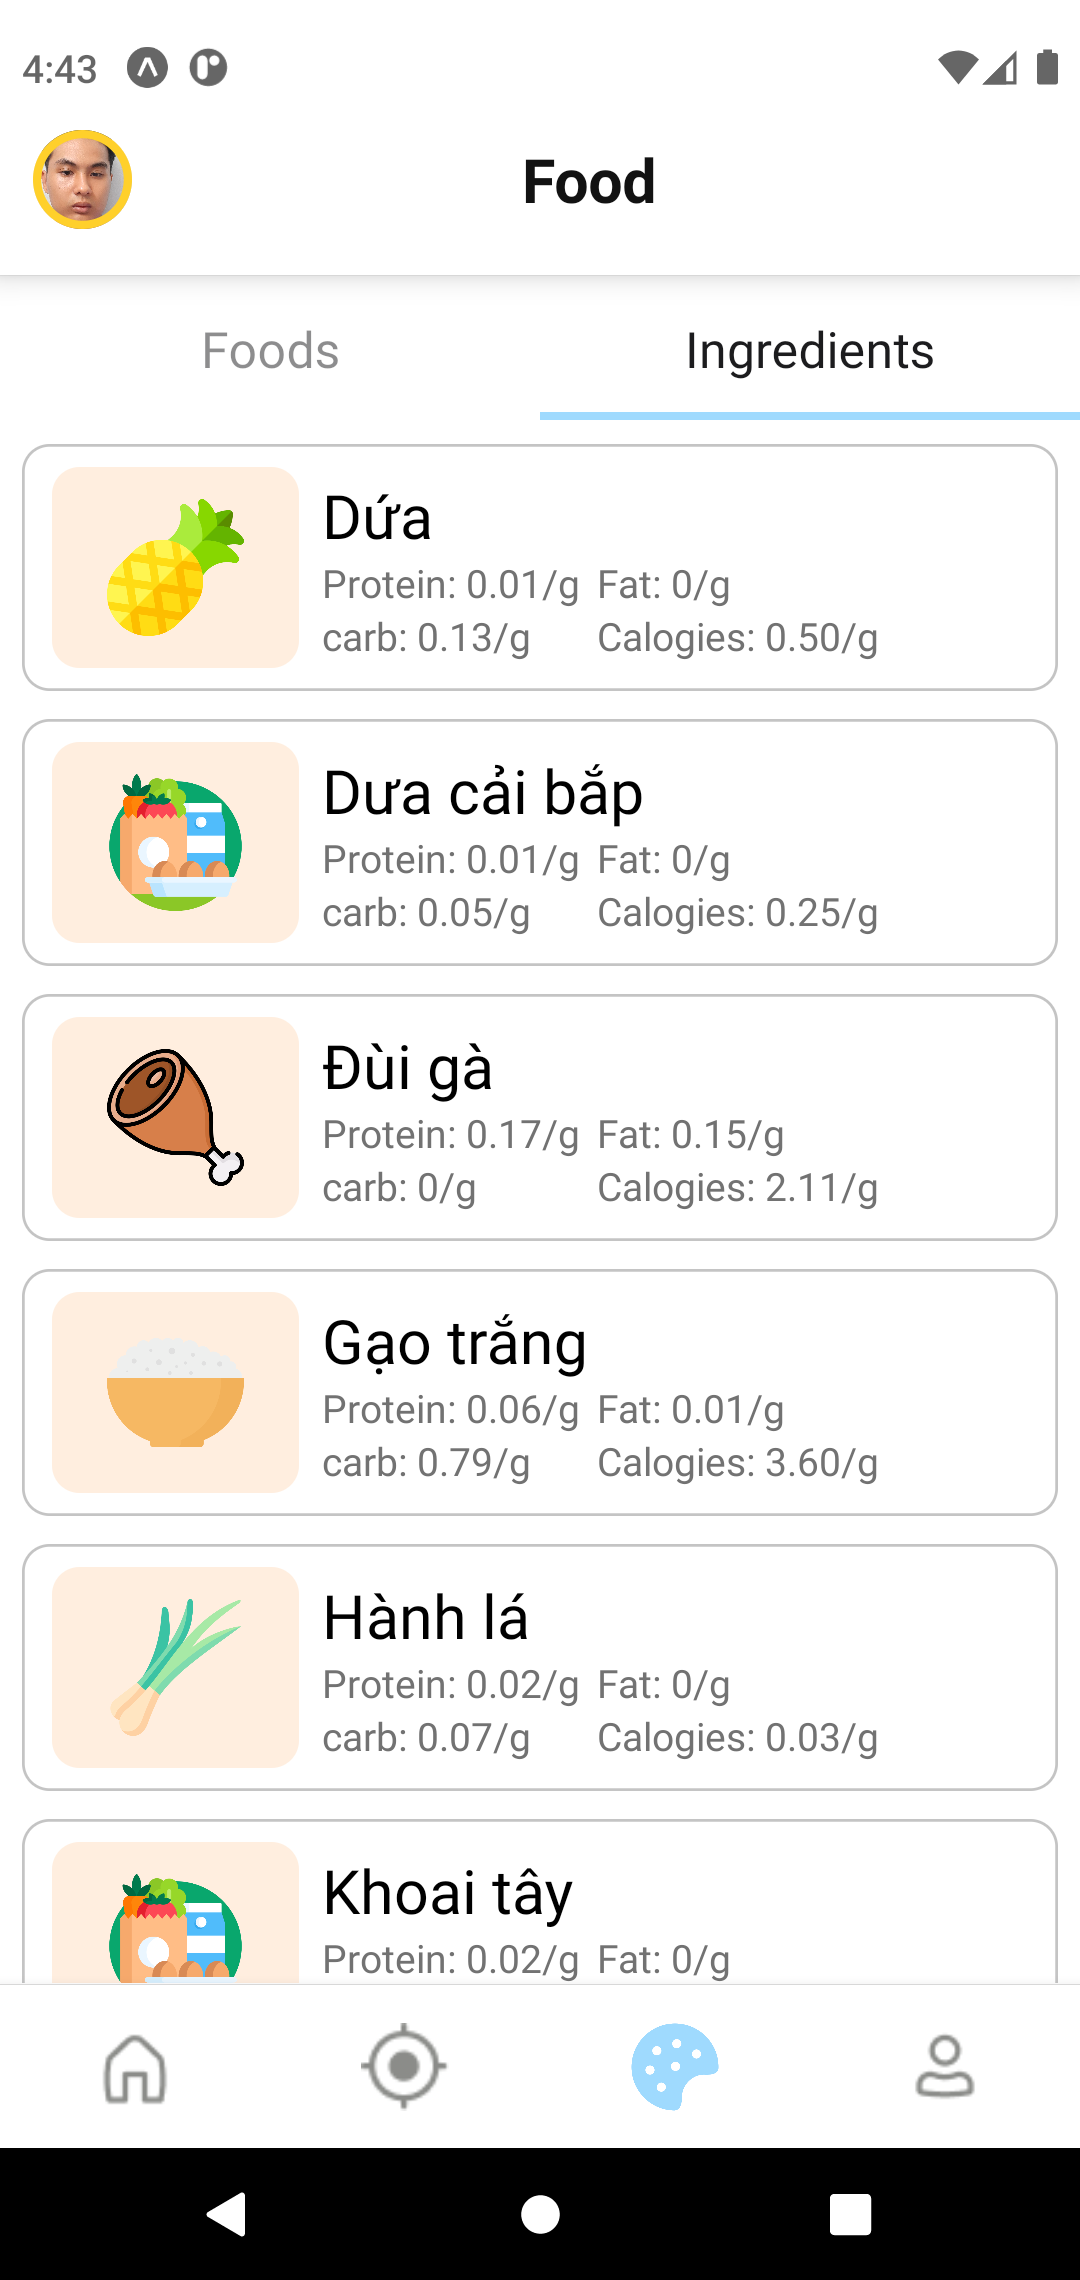 4:43
Food
Foods
Ingredients
Dứa
Protein: 0.01/g Fat: 0/g
carb: 0.13/g Calogies: 0.50/g
Dưa cải bắp
Protein: 0.01/g Fat: 0/g
carb: 0.05/g Calogies: 0.25/g
Đùi gà
Protein: 0.17/g Fat: 0.15/g
carb: 0/g Calogies: 2.11/g
Gạo trắng
Protein: 0.06/g Fat: 0.01/g
carb: 0.79/g Calogies: 3.60/g
Hành lá
Protein: 0.02/g Fat: 0/g
carb: 0.07/g Calogies: 0.03/g
Khoai tây
Protein: 0.02/g Fat: 0/g